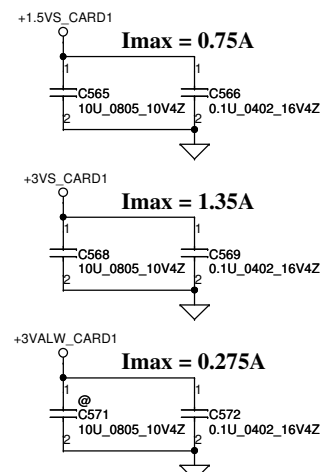 +1.5VS_CARD1
Imax = 0.75A
1 1
C565 C566
10U_0805_10V4Z 0.1U_0402_16V4Z
2 2
+3VS_CARD1
Imax = 1.35A
1 1
C568 C569
10U_0805_10V4Z 0.1U_0402_16V4Z
2 2
+3VALW_CARD1
Imax = 0.275A
1 1
@
C571 C572
10U_0805_10V4Z 0.1U_0402_16V4Z
2 2